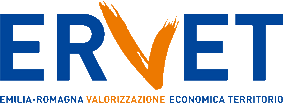 ERVET
EMILIA-ROMAGNA VALORIZZAZIONE ECONOMICA TERRITORIO